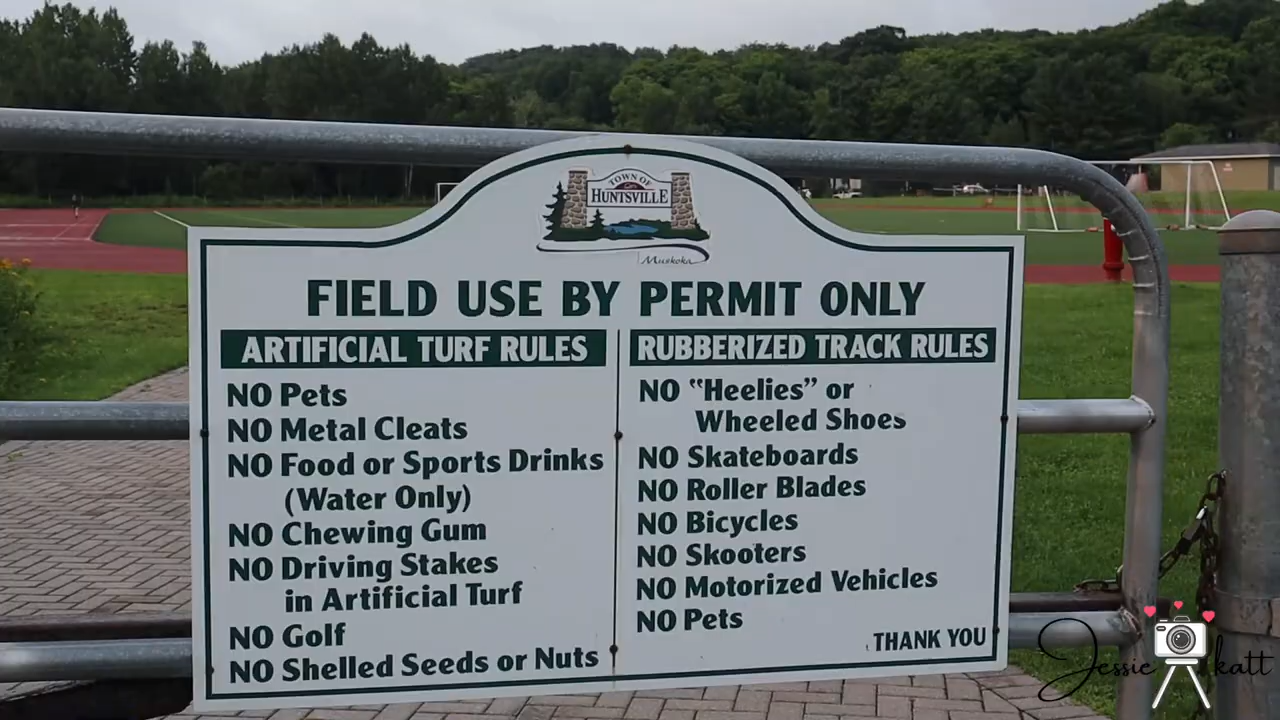 TOWN OF
HUNTSVILLE
Muskoka
FIELD USE BY PERMIT ONLY
ARTIFICIAL TURF RULES
NO Pets
NO Metal Cleats
NO Food or Sports Drinks
(Water Only)
NO Chewing Gum
NO Driving Stakes
in Artificial Turf
NO Golf
NO Shelled Seeds or Nuts
RUBBERIZED TRACK RULES
NO "Heelies" or
Wheeled Shoes
NO Skateboards
NO Roller Blades
NO Bicycles
NO Skooters
NO Motorized Vehicles
NO Pets
THANK YOU
Jessie katt